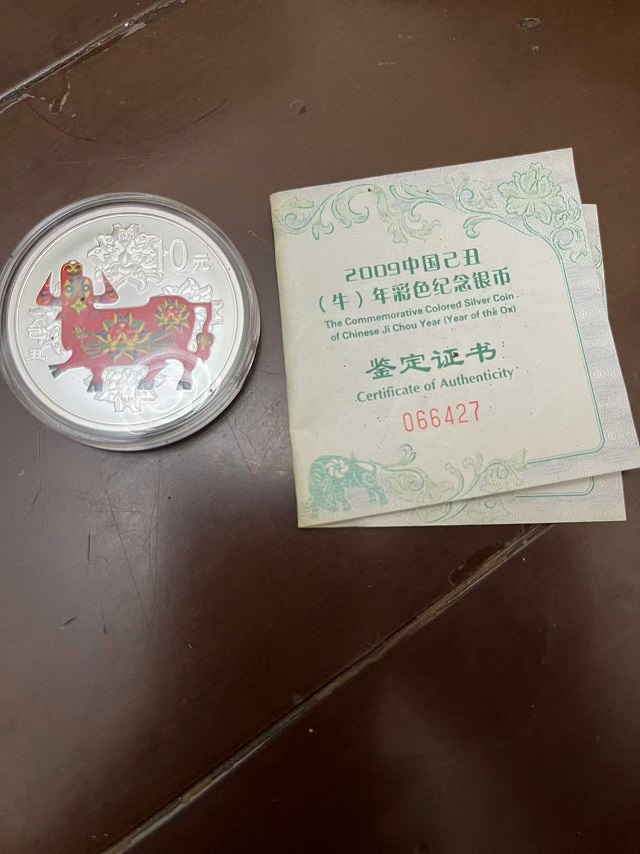 10元
己丑
2009中国己丑
（牛）年彩色纪念银币
The Commemorative Colored Silver Coin
of Chinese Ji Chou Year (Year of the Ox)
鉴定证书
Certificate of Authenticity
066427